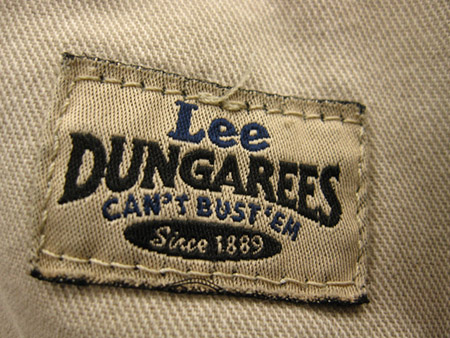 Lee
DUNGAREES
CAN'T BUST 'EM
Since 1889